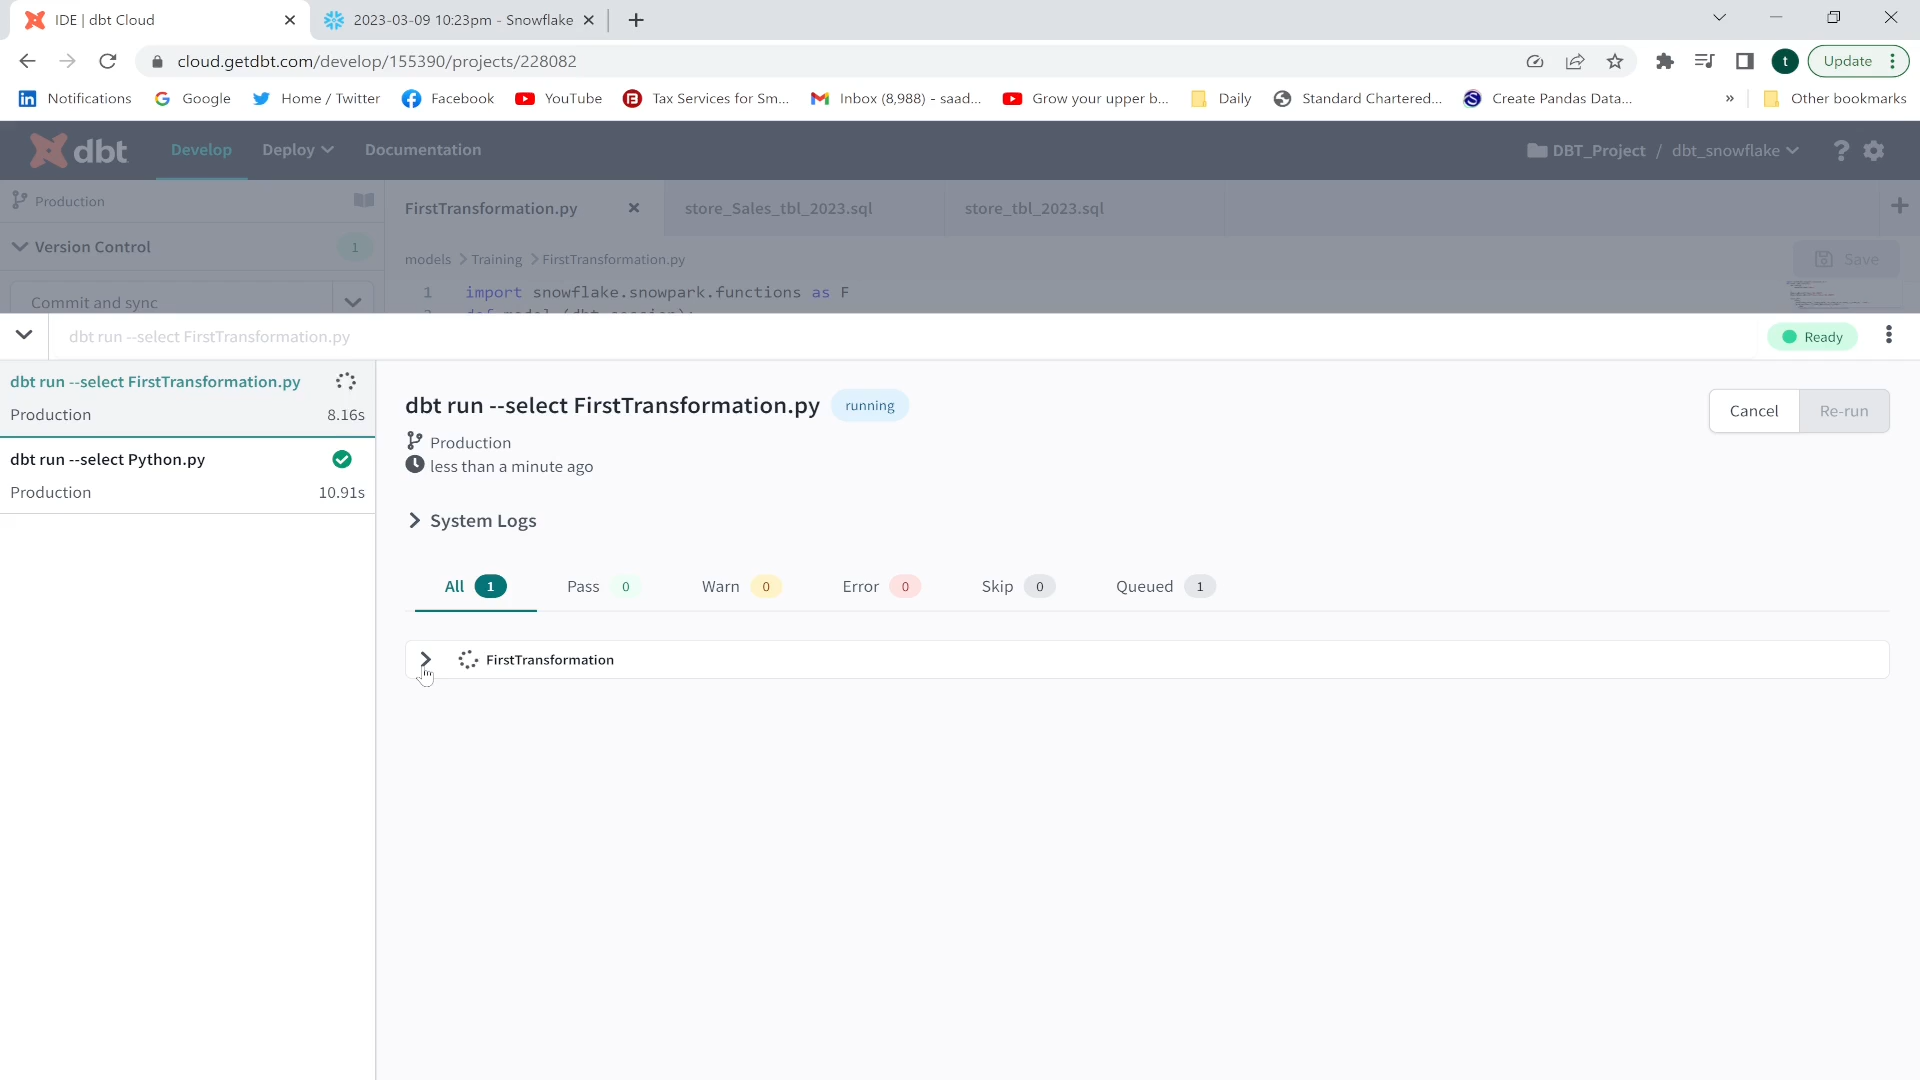 IDE | dbt Cloud
2023-03-09 10:23pm - Snowflake
cloud.getdbt.com/develop/155390/projects/228082
t
Update
Notifications
Google
Home / Twitter
Facebook
YouTube
Tax Services for Sm...
Inbox (8,988) - saad...
Grow your upper b...
Daily
Standard Chartered...
Create Pandas Data...
»
Other bookmarks
dbt
Develop
Deploy
Documentation
DBT_Project / dbt_snowflake
?
Production
FirstTransformation.py
store_Sales_tbl_2023.sql
store_tbl_2023.sql
Version Control
1
models > Training > FirstTransformation.py
Save
Commit and sync
1 import snowflake.snowpark.functions as F
dbt run --select FirstTransformation.py
Ready
dbt run --select FirstTransformation.py
Production 8.16s
dbt run --select Python.py
Production 10.91s
dbt run --select FirstTransformation.py running
Cancel
Re-run
Production
less than a minute ago
System Logs
All 1 Pass 0 Warn 0 Error 0 Skip 0 Queued 1
FirstTransformation